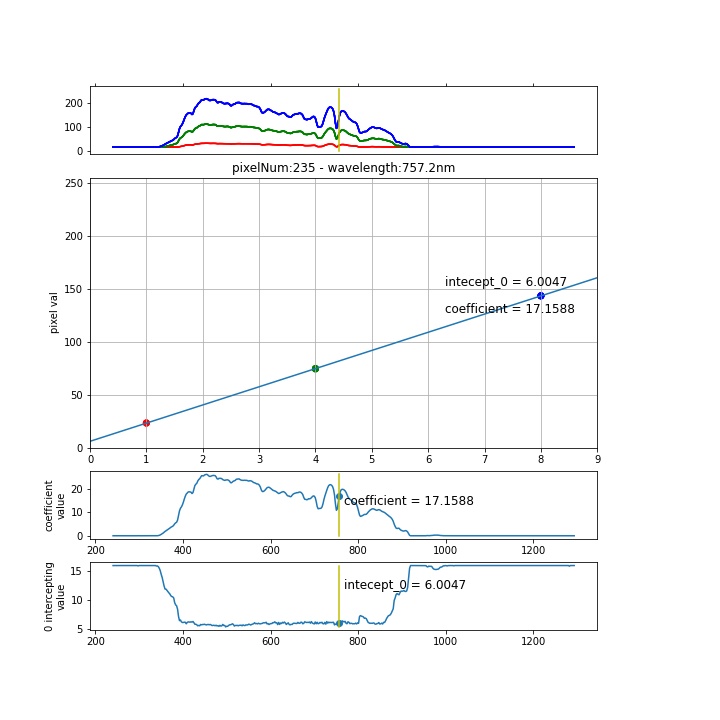 200
100
0
pixelNum:235 - wavelength:757.2nm
250
200
150
100
50
0
pixel val
intecept_0 = 6.0047
coefficient = 17.1588
0 1 2 3 4 5 6 7 8 9
20
10
0
coefficient
value
coefficient = 17.1588
200 400 600 800 1000 1200
15
10
5
0 intercepting
value
intecept_0 = 6.0047
200 400 600 800 1000 1200